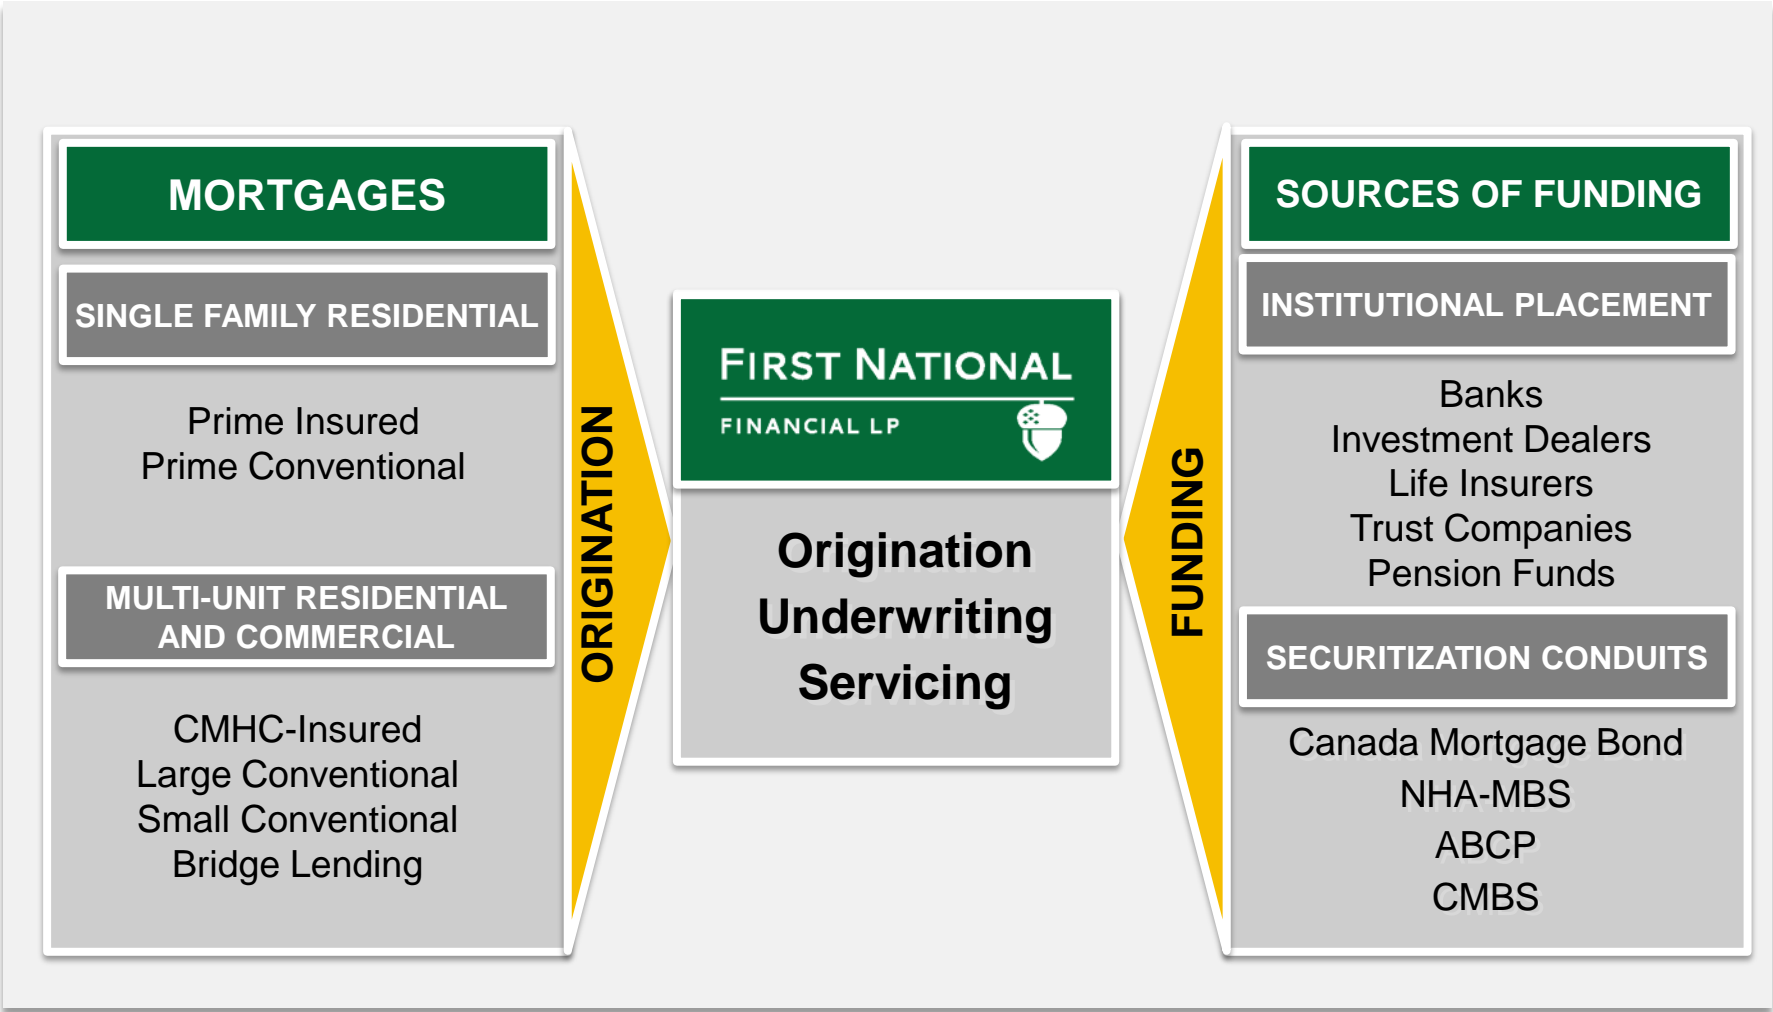 MORTGAGES
SINGLE FAMILY RESIDENTIAL
Prime Insured
Prime Conventional
MULTI-UNIT RESIDENTIAL
AND COMMERCIAL
CMHC-Insured
Large Conventional
Small Conventional
Bridge Lending
ORIGINATION
FIRST NATIONAL
FINANCIAL LP
Origination
Underwriting
Servicing
FUNDING
SOURCES OF FUNDING
INSTITUTIONAL PLACEMENT
Banks
Investment Dealers
Life Insurers
Trust Companies
Pension Funds
SECURITIZATION CONDUITS
Canada Mortgage Bond
NHA-MBS
ABCP
CMBS